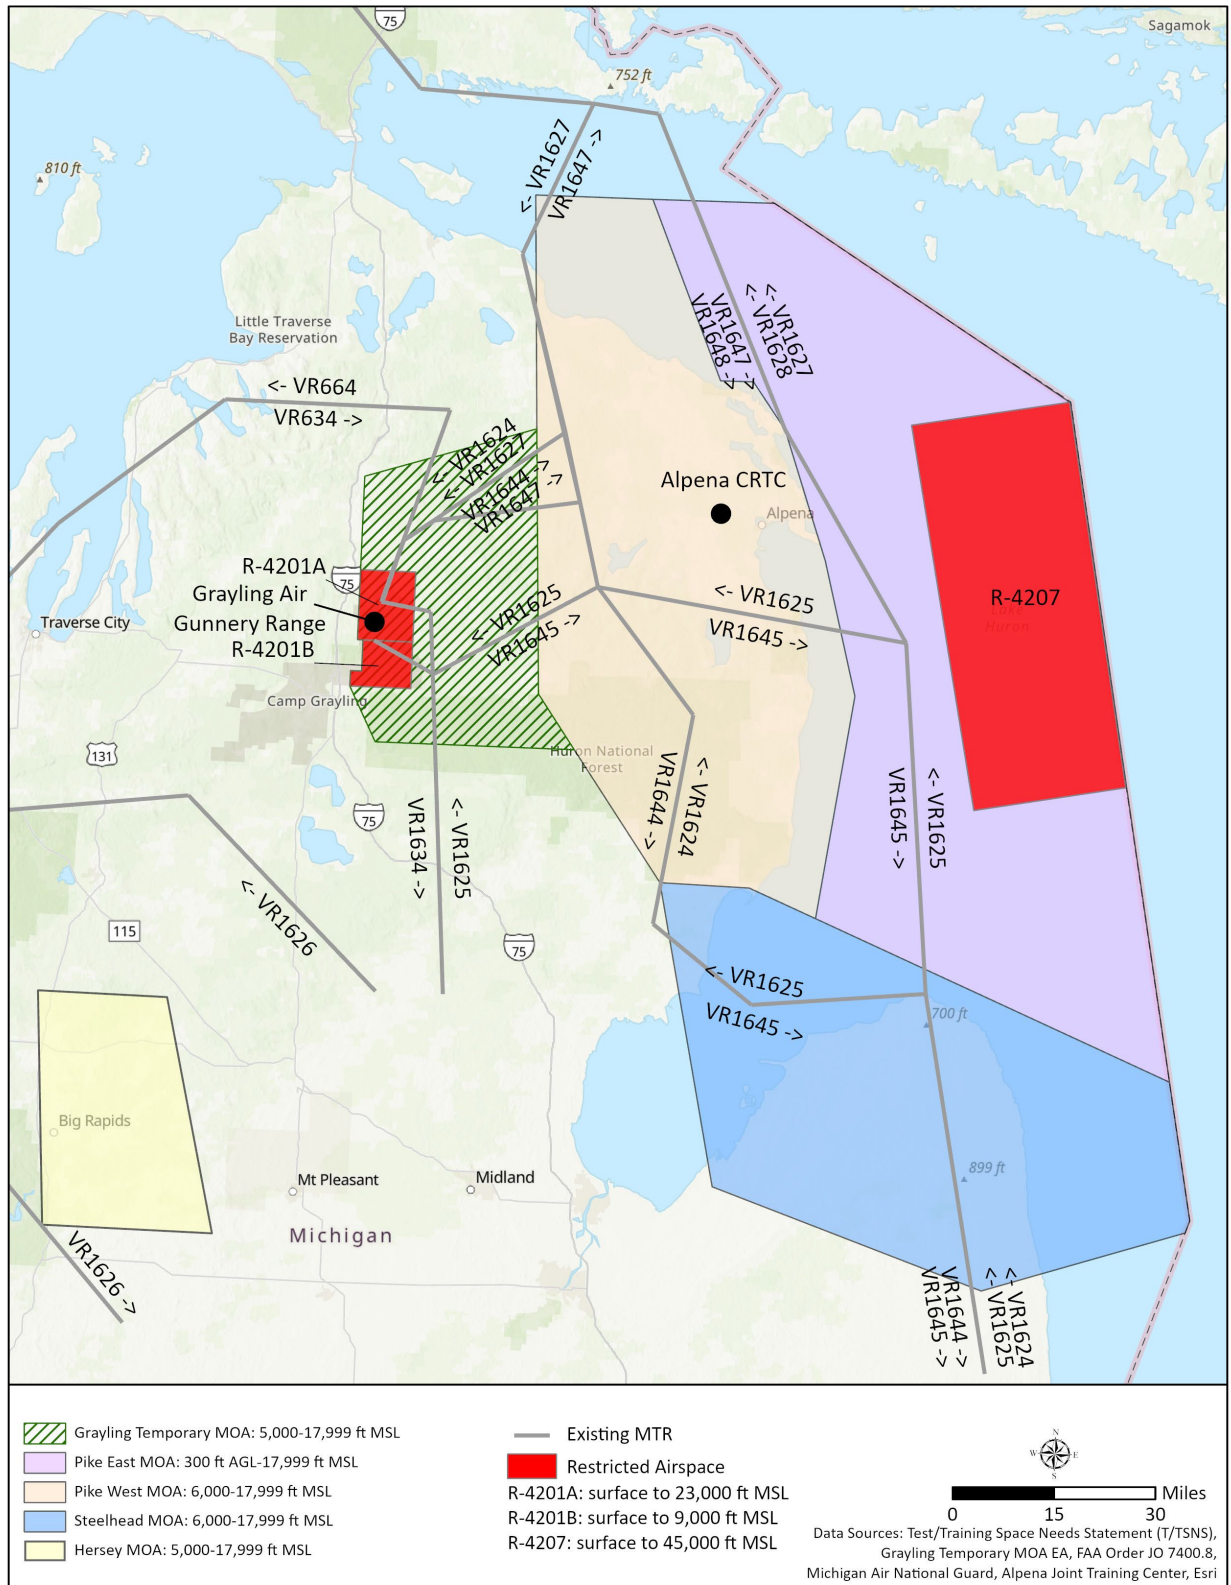 75
Sagamok
752 ft
810 ft
<- VR1627
VR1647 ->
Little Traverse
Bay Reservation
<- VR1627
<- VR1628
VR1647 ->
VR1648 ->
<- VR664
VR634 ->
<- VR1624
<- VR1627
VR1644 ->
VR1647 ->
Alpena CRTC
Alpena
R-4201A
75
Grayling Air
Gunnery Range
R-4201B
Traverse City
<- VR1625
VR1645 ->
<- VR1625
VR1645 ->
R-4207
Lake
Huron
Camp Grayling
131
Huron National
Forest
VR1644 ->
<- VR1624
75
VR1634 ->
<- VR1625
VR1645 ->
<- VR1625
<- VR1626
115
75
<- VR1625
VR1645 ->
700 ft
Big Rapids
899 ft
Mt Pleasant
Midland
Michigan
VR1626 ->
VR1645 ->
VR1644 ->
<- VR1625
<- VR1624
Grayling Temporary MOA: 5,000-17,999 ft MSL
Pike East MOA: 300 ft AGL-17,999 ft MSL
Pike West MOA: 6,000-17,999 ft MSL
Steelhead MOA: 6,000-17,999 ft MSL
Hersey MOA: 5,000-17,999 ft MSL
Existing MTR
Restricted Airspace
R-4201A: surface to 23,000 ft MSL
R-4201B: surface to 9,000 ft MSL
R-4207: surface to 45,000 ft MSL
N
W E
S
Miles
0 15 30
Data Sources: Test/Training Space Needs Statement (T/TSNS),
Grayling Temporary MOA EA, FAA Order JO 7400.8,
Michigan Air National Guard, Alpena Joint Training Center, Esri